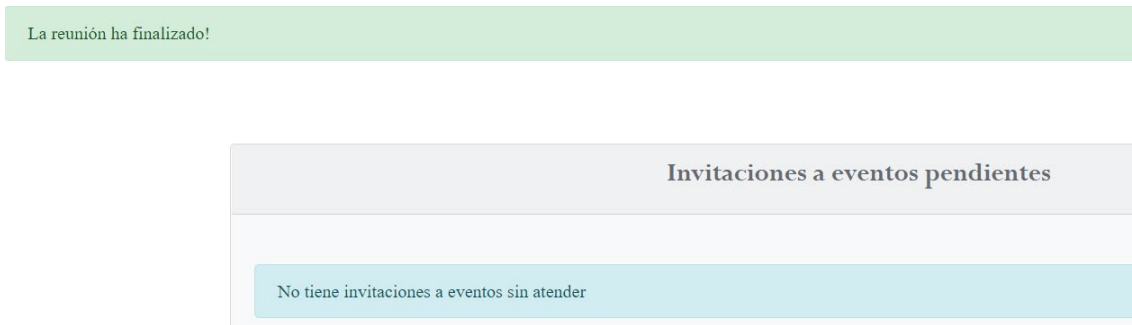 La reunión ha finalizado!
Invitaciones a eventos pendientes
No tiene invitaciones a eventos sin atender